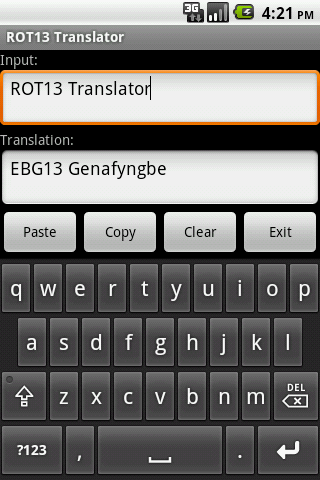 3G 4:21 PM
ROT13 Translator
Input:
ROT13 Translator
Translation:
EBG13 Genafyngbe
Paste Copy Clear Exit
q w e r t y u i o p
a s d f g h j k l
z x c v b n m DEL
?123 , .